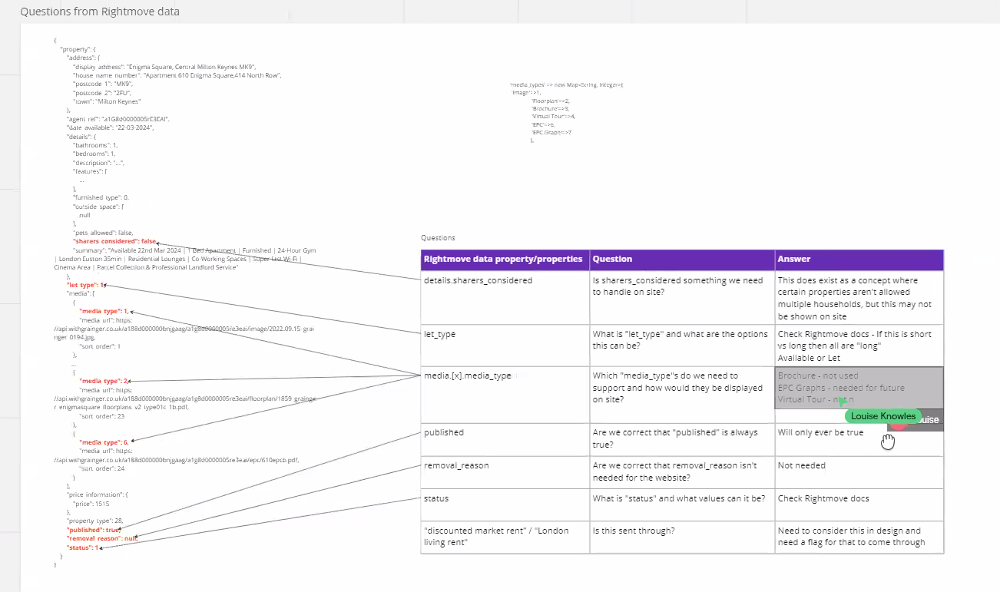 Questions from Rightmove data
{
"property": {
"address": {
"display_address": "Enigma Square, Central Milton Keynes MK9",
"house_name_number": "Apartment 610 Enigma Square,414 North Row",
"postcode_1": "MK9",
"postcode_2": "2FU",
"town": "Milton Keynes"
},
"agent_ref":
"date_available": "22-03-2024",
"details": {
"bathrooms": 1,
"bedrooms": 1,
"description": "...",
"features": [
...
],
"furnished_type": 0,
"outside_space": [
null
],
"pets_allowed": false,
"sharers_considered": false,
"summary": "Available 22nd Mar 2024 | 1 Bed Apartment | Furnished | 24-Hour Gym
| London Euston 35min | Residential Lounges | Co-Working Spaces | Super-fast Wi-Fi |
Cinema Area | Parcel Collection & Professional Landlord Service"
},
"let_type": 1,
"media": [
{
"media_type": 1,
"media_url": https:
"sort_order": 1
},
...
{
"media_type": 2,
"media_url": https:
"sort_order": 23
},
{
"media_type": 6,
"media_url": https:
"sort_order": 24
}
],
"price_information": {
"price": 1515
},
"property_type": 28,
"published": true,
"removal_reason": null,
"status": 1
}
}
'media_types' => new Map<String, Integer>{
'Image'=>1,
'Floorplan'=>2,
'Brochure'=>3,
'Virtual Tour'=>4,
'EPC'=>6,
'EPC Graph'=>7
},
Questions
Rightmove data property/properties Question Answer
details.sharers_considered Is sharers_considered something we need This does exist as a concept where
to handle on site? certain properties aren't allowed
multiple households, but this may not
be shown on site
let_type What is "let_type" and what are the options Check Rightmove docs - If this is short
this can be? vs long then all are "long"
Available or Let
media.[x].media_type Which "media_type"s do we need to Brochure - not used
support and how would they be displayed EPC Graphs - needed for future
on site? Virtual Tour -
Louise Knowles
published Are we correct that "published" is always Will only ever be true
true?
removal_reason Are we correct that removal_reason isn't Not needed
needed for the website?
status What is "status" and what values can it be? Check Rightmove docs
"discounted market rent" / "London Is this sent through? Need to consider this in design and
living rent" need a flag for that to come through